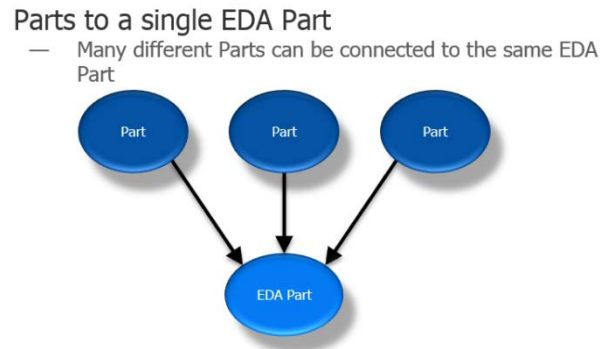 Parts to a single EDA Part
— Many different Parts can be connected to the same EDA
Part
Part Part Part
EDA Part